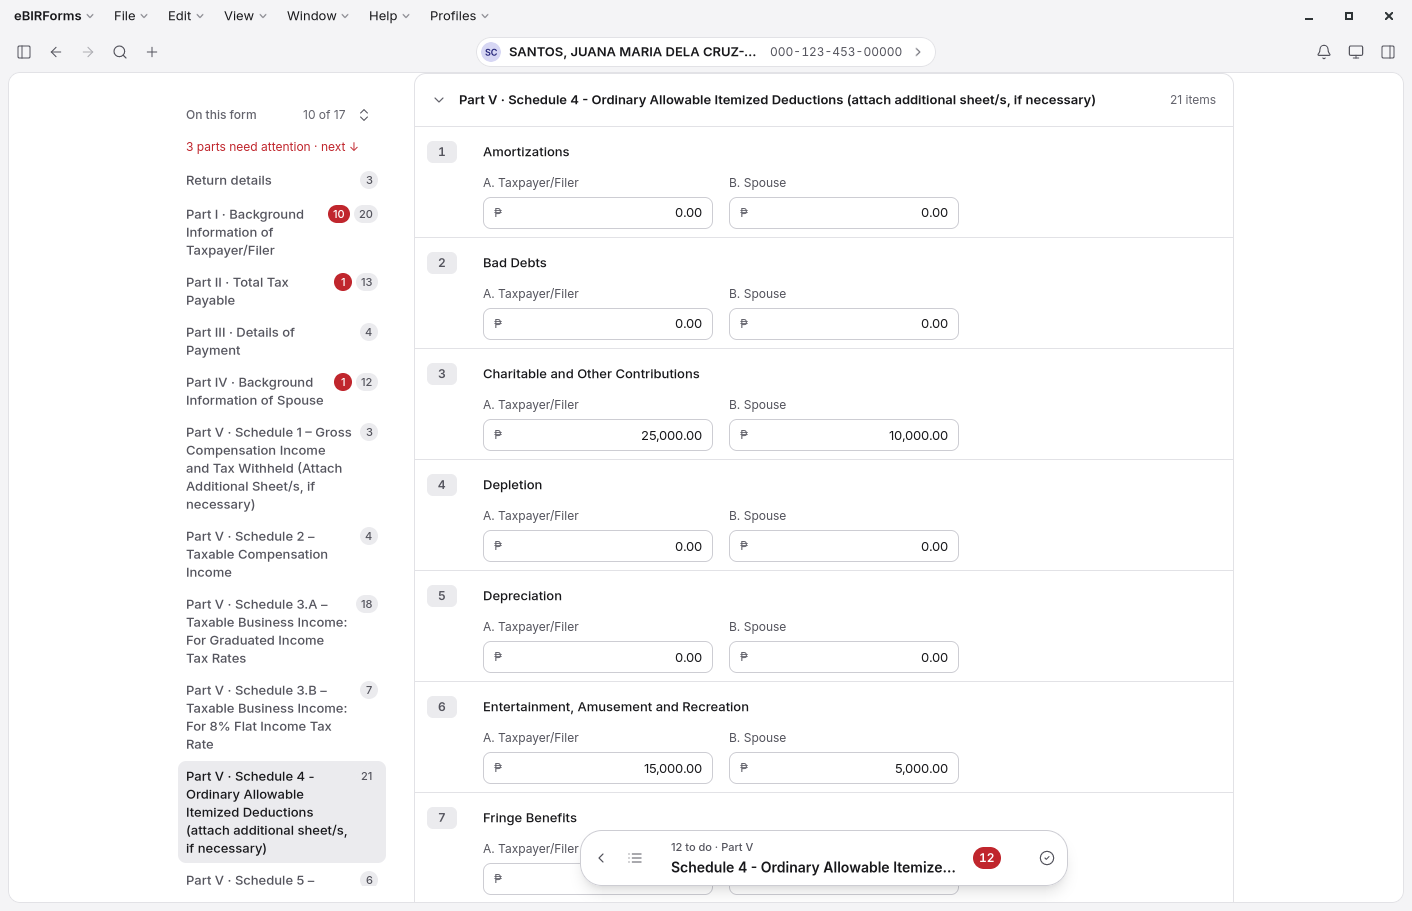 eBIRForms File Edit View Window Help Profiles
SC SANTOS, JUANA MARIA DELA CRUZ-... 000-123-453-00000
On this form 10 of 17
3 parts need attention · next ↓
Return details 3
Part I · Background 10 20
Information of
Taxpayer/Filer
Part II · Total Tax 1 13
Payable
Part III · Details of 4
Payment
Part IV · Background 1 12
Information of Spouse
Part V · Schedule 1 – Gross 3
Compensation Income
and Tax Withheld (Attach
Additional Sheet/s, if
necessary)
Part V · Schedule 2 – 4
Taxable Compensation
Income
Part V · Schedule 3.A – 18
Taxable Business Income:
For Graduated Income
Tax Rates
Part V · Schedule 3.B – 7
Taxable Business Income:
For 8% Flat Income Tax
Rate
Part V · Schedule 4 - 21
Ordinary Allowable
Itemized Deductions
(attach additional sheet/s,
if necessary)
Part V · Schedule 5 – 6
Part V · Schedule 4 - Ordinary Allowable Itemized Deductions (attach additional sheet/s, if necessary) 21 items
1 Amortizations
A. Taxpayer/Filer B. Spouse
₱ 0.00 ₱ 0.00
2 Bad Debts
A. Taxpayer/Filer B. Spouse
₱ 0.00 ₱ 0.00
3 Charitable and Other Contributions
A. Taxpayer/Filer B. Spouse
₱ 25,000.00 ₱ 10,000.00
4 Depletion
A. Taxpayer/Filer B. Spouse
₱ 0.00 ₱ 0.00
5 Depreciation
A. Taxpayer/Filer B. Spouse
₱ 0.00 ₱ 0.00
6 Entertainment, Amusement and Recreation
A. Taxpayer/Filer B. Spouse
₱ 15,000.00 ₱ 5,000.00
7 Fringe Benefits
A. Taxpayer/Filer
₱
12 to do · Part V
Schedule 4 - Ordinary Allowable Itemize... 12